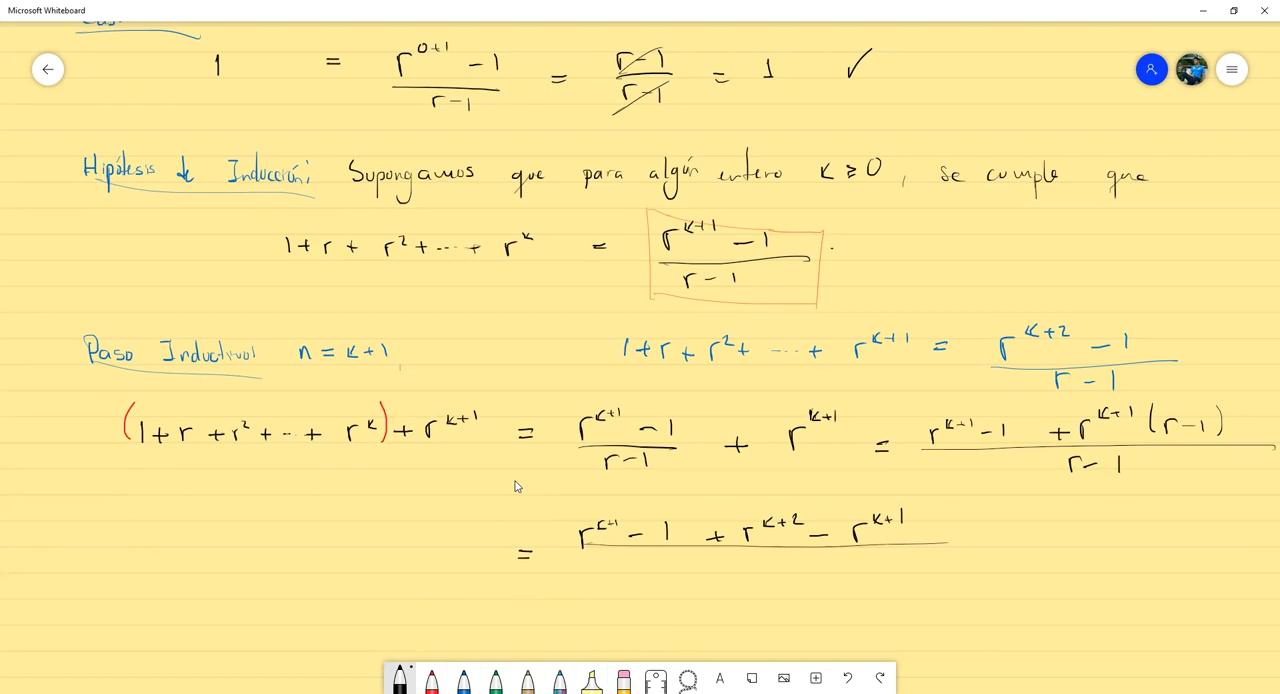 Microsoft Whiteboard
1 = r^{0+1} - 1 / r-1 = r-1 / r-1 = 1 ✓
Hipótesis de Inducción: Supongamos que para algún entero k ≥ 0, se cumple que
1 + r + r² + ... + r^k = r^{k+1} - 1 / r - 1 .
Paso Inductivo: n = k+1, 1 + r + r² + ... + r^{k+1} = r^{k+2} - 1 / r - 1
(1 + r + r² + ... + r^k) + r^{k+1} = r^{k+1} - 1 / r-1 + r^{k+1} = r^{k+1} - 1 + r^{k+1} (r-1) / r-1
= r^{k+1} - 1 + r^{k+2} - r^{k+1}
A